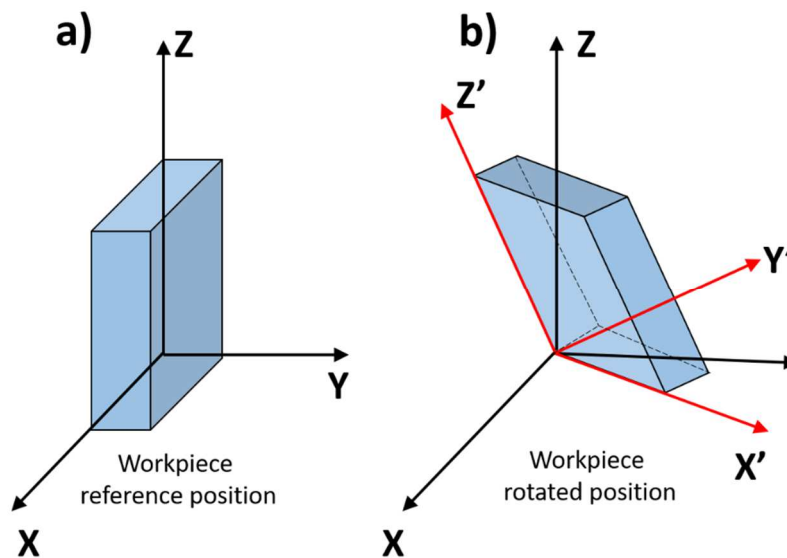 a)
Z
Y
X
Workpiece
reference position
b)
Z
Z’
Y’
X’
X
Workpiece
rotated position